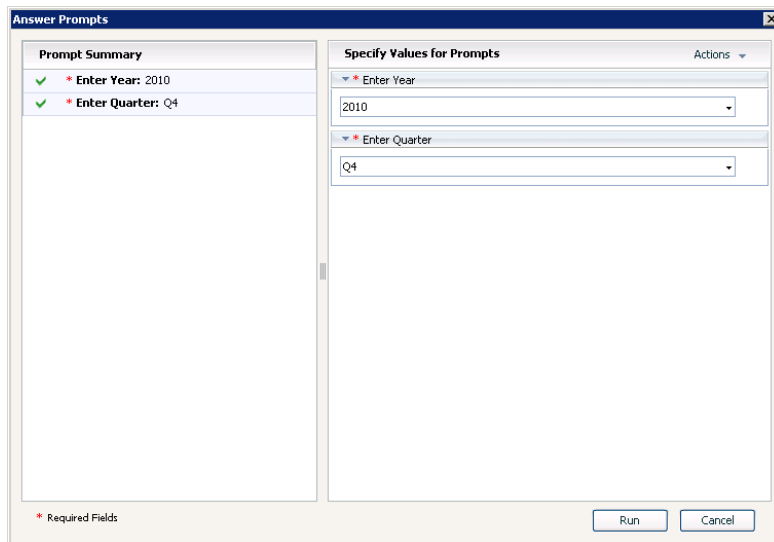 Answer Prompts
Prompt Summary
* Enter Year: 2010
* Enter Quarter: Q4
Specify Values for Prompts
Actions
* Enter Year
2010
* Enter Quarter
Q4
* Required Fields
Run
Cancel